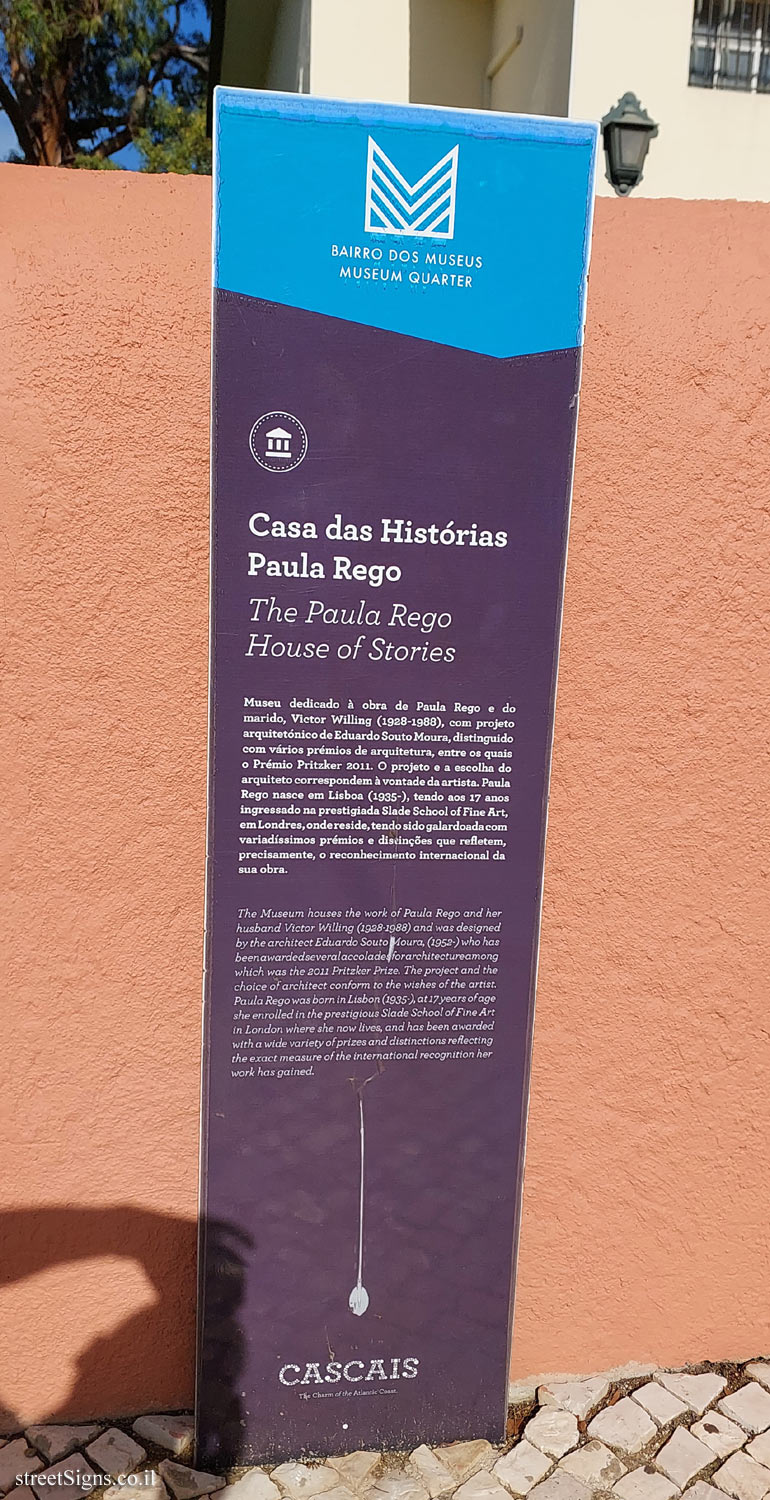 BAIRRO DOS MUSEUS
MUSEUM QUARTER
Casa das Histórias
Paula Rego
The Paula Rego
House of Stories
Museu dedicado à obra de Paula Rego e do
marido, Victor Willing (1928-1988), com projeto
arquitetónico de Eduardo Souto Moura, distinguido
com vários prémios de arquitetura, entre os quais
o Prémio Pritzker 2011. O projeto e a escolha do
arquiteto correspondem à vontade da artista. Paula
Rego nasce em Lisboa (1935-), tendo aos 17 anos
ingressado na prestigiada Slade School of Fine Art,
em Londres, onde reside, tendo sido galardoada com
variadíssimos prémios e distinções que refletem,
precisamente, o reconhecimento internacional da
sua obra.
The Museum houses the work of Paula Rego and her
husband Victor Willing (1928-1988) and was designed
by the architect Eduardo Souto Moura, (1952-) who has
been awarded several accolades for architecture among
which was the 2011 Pritzker Prize. The project and the
choice of architect conform to the wishes of the artist.
Paula Rego was born in Lisbon (1935-), at 17 years of age
she enrolled in the prestigious Slade School of Fine Art
in London where she now lives, and has been awarded
with a wide variety of prizes and distinctions reflecting
the exact measure of the international recognition her
work has gained.
CASCAIS
The Charm of the Atlantic Coast.
streetSigns.co.il